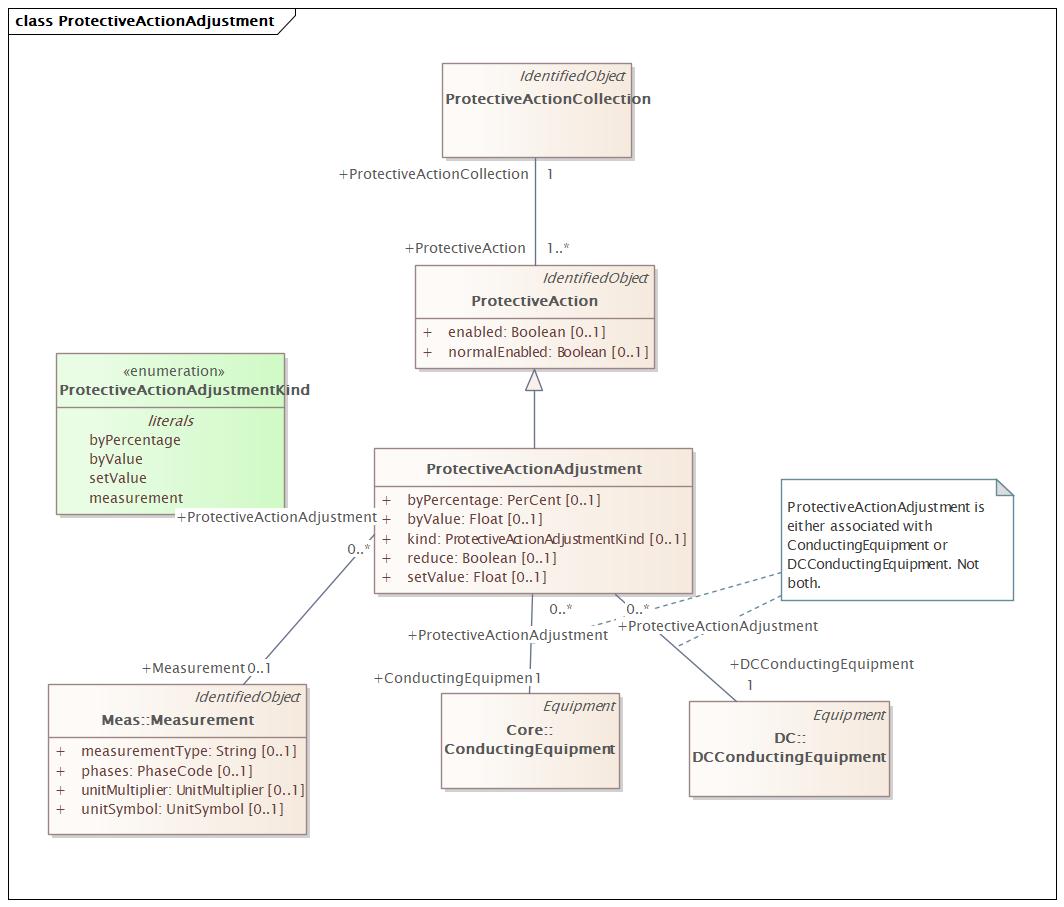 class ProtectiveActionAdjustment
IdentifiedObject
ProtectiveActionCollection
+ProtectiveActionCollection 1
+ProtectiveAction 1..*
IdentifiedObject
ProtectiveAction
+ enabled: Boolean [0..1]
+ normalEnabled: Boolean [0..1]
«enumeration»
ProtectiveActionAdjustmentKind
literals
byPercentage
byValue
setValue
measurement
ProtectiveActionAdjustment
+ byPercentage: PerCent [0..1]
+ byValue: Float [0..1]
+ kind: ProtectiveActionAdjustmentKind [0..1]
+ reduce: Boolean [0..1]
+ setValue: Float [0..1]
ProtectiveActionAdjustment is
either associated with
ConductingEquipment or
DCConductingEquipment. Not
both.
+ProtectiveActionAdjustment
0..*
0..*
+ProtectiveActionAdjustment
0..*
+ProtectiveActionAdjustment
+Measurement 0..1
+ConductingEquipmen 1
+DCConductingEquipment
1
IdentifiedObject
Meas::Measurement
+ measurementType: String [0..1]
+ phases: PhaseCode [0..1]
+ unitMultiplier: UnitMultiplier [0..1]
+ unitSymbol: UnitSymbol [0..1]
Equipment
Core::
ConductingEquipment
Equipment
DC::
DCConductingEquipment